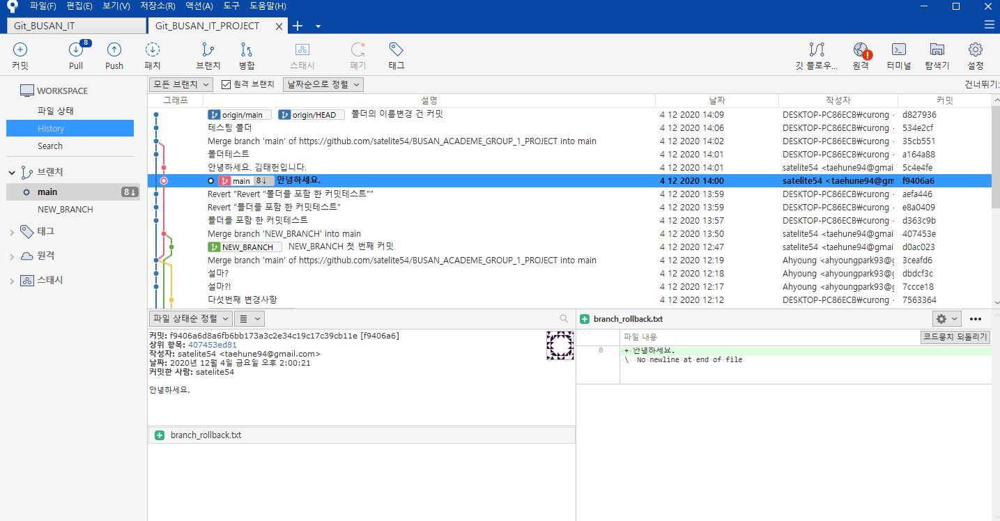 파일(F) 편집(E) 보기(V) 저장소(R) 액션(A) 도구 도움말(H)
Git_BUSAN_IT Git_BUSAN_IT_PROJECT
8
커밋 Pull Push 패치 브랜치 병합 스태시 폐기 태그 깃 플로우... 원격 터미널 탐색기 설정
모든 브랜치 원격 브랜치 날짜순으로 정렬 건너뛰기:
WORKSPACE
파일 상태
History
Search
브랜치
main 8↓
NEW_BRANCH
태그
원격
스태시
그래프 설명 날짜 작성자 커밋
origin/main origin/HEAD 폴더의 이름변경 건 커밋 4 12 2020 14:09 DESKTOP-PC86ECB₩curong - d827936
테스팅 폴더 4 12 2020 14:06 DESKTOP-PC86ECB₩curong - 534e2cf
Merge branch 'main' of https://github.com/satelite54/BUSAN_ACADEME_GROUP_1_PROJECT into main 4 12 2020 14:02 DESKTOP-PC86ECB₩curong - 35cb551
폴더테스트 4 12 2020 14:01 DESKTOP-PC86ECB₩curong - a164a88
안녕하세요. 김태헌입니다. 4 12 2020 14:01 satelite54 <taehune94@gmai 5c4e4fe
main 8↓ 안녕하세요. 4 12 2020 14:00 satelite54 <taehune94@gm f9406a6
Revert "Revert "폴더를 포함 한 커밋테스트"" 4 12 2020 13:59 DESKTOP-PC86ECB₩curong - aefa446
Revert "폴더를 포함 한 커밋테스트" 4 12 2020 13:59 DESKTOP-PC86ECB₩curong - e8a0409
폴더를 포함 한 커밋테스트 4 12 2020 13:57 DESKTOP-PC86ECB₩curong - d363c9b
Merge branch 'NEW_BRANCH' into main 4 12 2020 13:50 satelite54 <taehune94@gmai 407453e
NEW_BRANCH NEW_BRANCH 첫 번째 커밋 4 12 2020 12:47 satelite54 <taehune94@gmai d0ac023
Merge branch 'main' of https://github.com/satelite54/BUSAN_ACADEME_GROUP_1_PROJECT into main 4 12 2020 12:19 Ahyoung <ahyoungpark93@g 3ceafd6
설마? 4 12 2020 12:18 Ahyoung <ahyoungpark93@g dbdcf3c
설마?! 4 12 2020 12:17 Ahyoung <ahyoungpark93@g 7ccce18
다섯번째 변경사항 4 12 2020 12:12 DESKTOP-PC86ECB₩curong - 7563364
파일 상태순 정렬
커밋: f9406a6d8a6fb6bb173a3c2e34c19c17c39cb11e [f9406a6]
상위 항목: 407453ed81
작성자: satelite54 <taehune94@gmail.com>
날짜: 2020년 12월 4일 금요일 오후 2:00:21
커밋한 사람: satelite54
안녕하세요.
branch_rollback.txt
branch_rollback.txt
파일 내용 코드뭉치 되돌리기
0 + 안녕하세요.
\ No newline at end of file